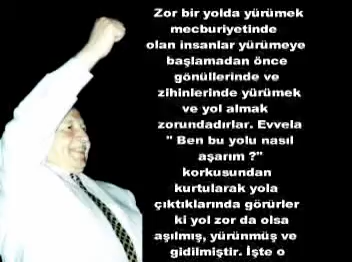 Zor bir yolda yürümek
mecburiyetinde
olan insanlar yürümeye
başlamadan önce
gönüllerinde ve
zihinlerinde yürümek
ve yol almak
zorundadırlar. Evvela
" Ben bu yolu nasıl
aşarım ?"
korkusundan
kurtularak yola
çıktıklarında görürler
ki yol zor da olsa
aşılmış, yürünmüş ve
gidilmiştir. İşte o